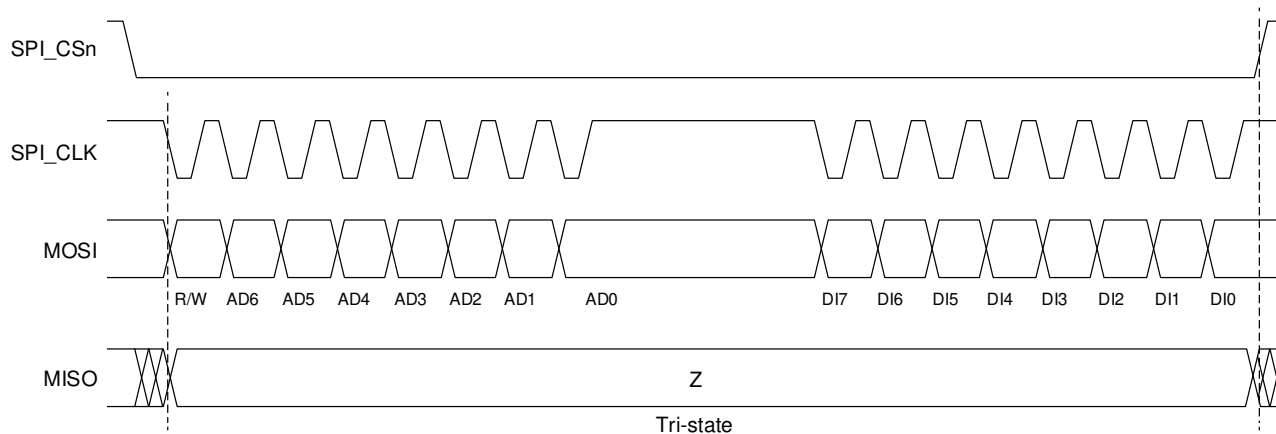 SPI_CSn
SPI_CLK
MOSI
R/W AD6 AD5 AD4 AD3 AD2 AD1 AD0 DI7 DI6 DI5 DI4 DI3 DI2 DI1 DI0
MISO Z
Tri-state